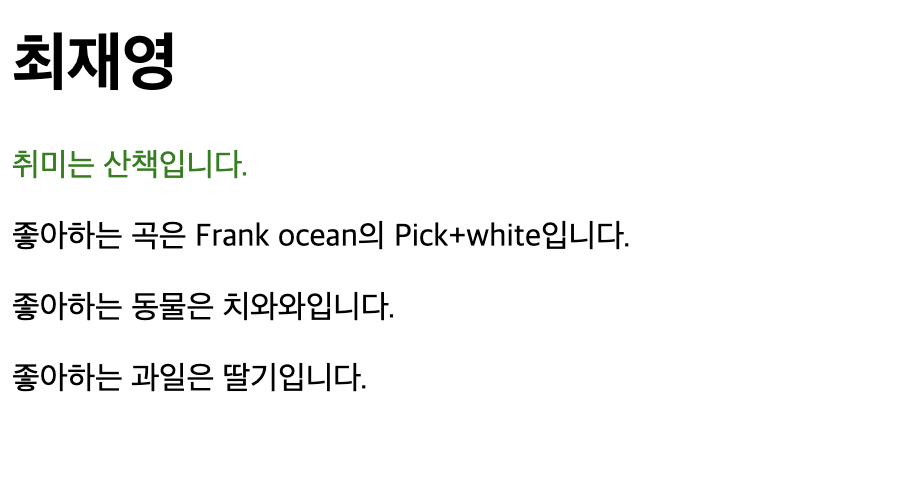 최재영
취미는 산책입니다.
좋아하는 곡은 Frank ocean의 Pick+white입니다.
좋아하는 동물은 치와와입니다.
좋아하는 과일은 딸기입니다.